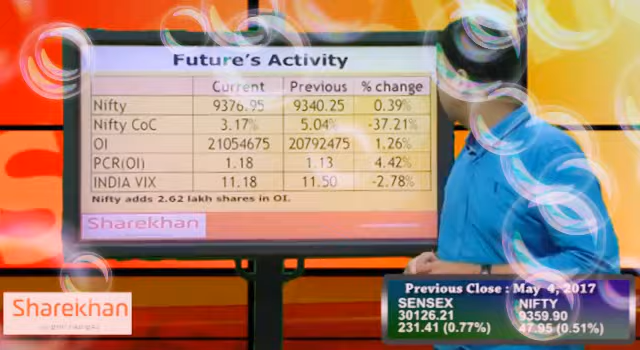 Future's Activity
Current Previous % change
Nifty 9376.95 9340.25 0.39%
Nifty CoC 3.17% 5.04% -37.21%
OI 21054675 20792475 1.26%
PCR(OI) 1.18 1.13 4.42%
INDIA VIX 11.18 11.50 -2.78%
Nifty adds 2.62 lakh shares in OI.
Sharekhan
Sharekhan
Previous Close : May 4, 2017
SENSEX NIFTY
30126.21 9359.90
231.41 (0.77%) 47.95 (0.51%)